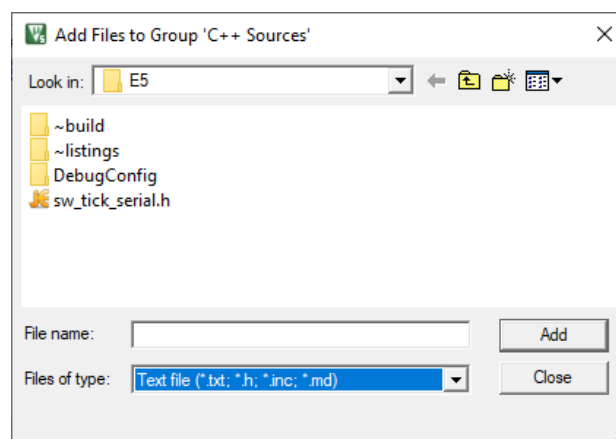 Add Files to Group 'C++ Sources'
Look in: E5
~build
~listings
DebugConfig
sw_tick_serial.h
File name:
Add
Files of type: Text file (*.txt; *.h; *.inc; *.md)
Close